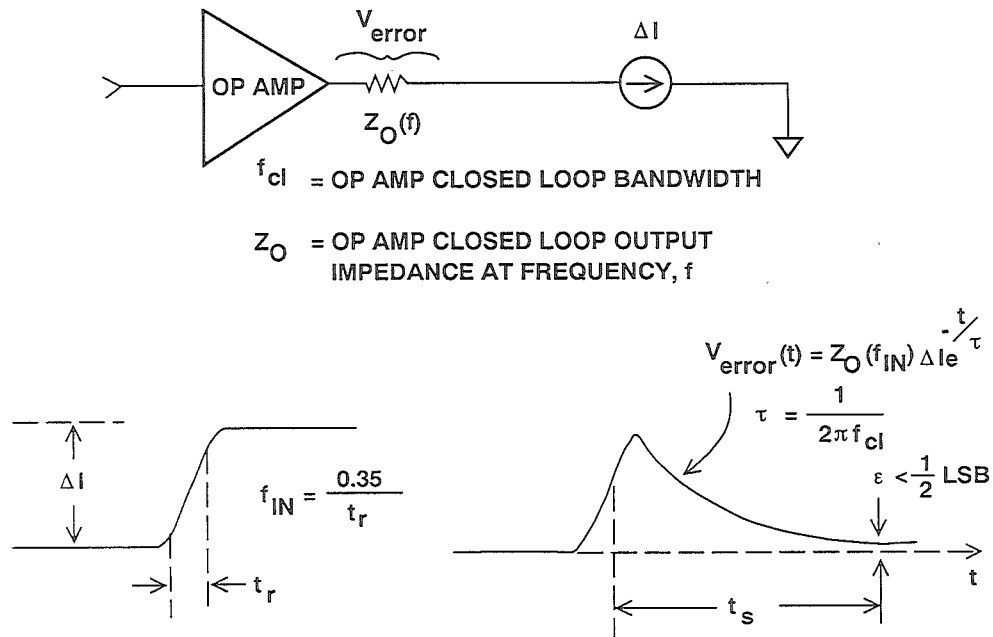 V_error
ΔI
OP AMP
Z_O(f)
f_cl = OP AMP CLOSED LOOP BANDWIDTH
Z_O = OP AMP CLOSED LOOP OUTPUT
IMPEDANCE AT FREQUENCY, f
V_error(t) = Z_O(f_IN) ΔIe^-t/τ
τ = 1/2πf_cl
ε < 1/2 LSB
ΔI
f_IN = 0.35/t_r
t_r
t
t_s